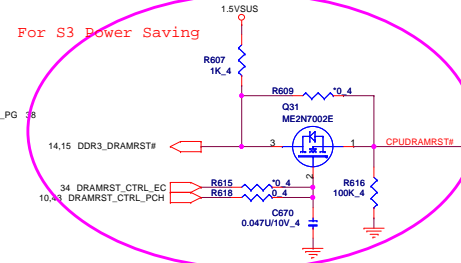 1.5VSUS
For S3 Power Saving
R607
1K_4
R609 *0_4
Q31
ME2N7002E
_PG 38
14,15 DDR3_DRAMRST#
3
1
CPUDRAMRST#
2
34 DRAMRST_CTRL_EC R615 *0_4
10,43 DRAMRST_CTRL_PCH R618 0_4
R616
100K_4
C670
0.047U/10V_4